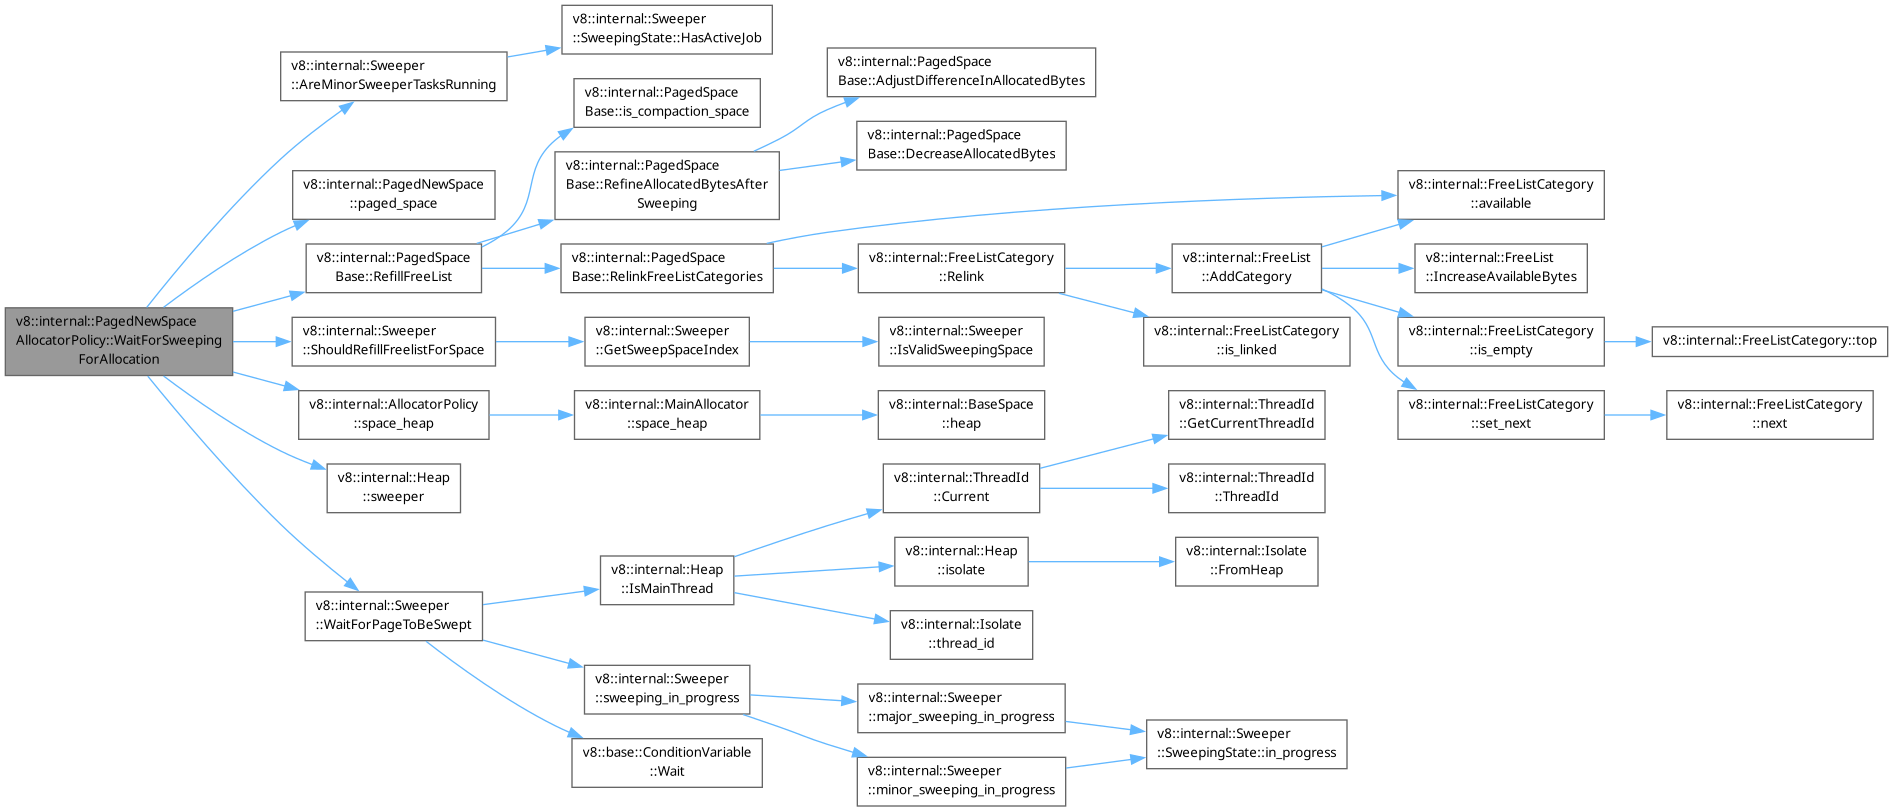 v8::internal::PagedNewSpace
AllocatorPolicy::WaitForSweeping
ForAllocation
v8::internal::Sweeper
::AreMinorSweeperTasksRunning
v8::internal::Sweeper
::SweepingState::HasActiveJob
v8::internal::PagedNewSpace
::paged_space
v8::internal::PagedSpace
Base::RefillFreeList
v8::internal::PagedSpace
Base::is_compaction_space
v8::internal::PagedSpace
Base::RefineAllocatedBytesAfter
Sweeping
v8::internal::PagedSpace
Base::AdjustDifferenceInAllocatedBytes
v8::internal::PagedSpace
Base::DecreaseAllocatedBytes
v8::internal::PagedSpace
Base::RelinkFreeListCategories
v8::internal::FreeListCategory
::available
v8::internal::FreeListCategory
::Relink
v8::internal::FreeList
::AddCategory
v8::internal::FreeList
::IncreaseAvailableBytes
v8::internal::FreeListCategory
::is_empty
v8::internal::FreeListCategory::top
v8::internal::FreeListCategory
::set_next
v8::internal::FreeListCategory
::next
v8::internal::FreeListCategory
::is_linked
v8::internal::Sweeper
::ShouldRefillFreelistForSpace
v8::internal::Sweeper
::GetSweepSpaceIndex
v8::internal::Sweeper
::IsValidSweepingSpace
v8::internal::AllocatorPolicy
::space_heap
v8::internal::MainAllocator
::space_heap
v8::internal::BaseSpace
::heap
v8::internal::Heap
::sweeper
v8::internal::Sweeper
::WaitForPageToBeSwept
v8::internal::Heap
::IsMainThread
v8::internal::ThreadId
::Current
v8::internal::ThreadId
::GetCurrentThreadId
v8::internal::ThreadId
::ThreadId
v8::internal::Heap
::isolate
v8::internal::Isolate
::FromHeap
v8::internal::Isolate
::thread_id
v8::internal::Sweeper
::sweeping_in_progress
v8::internal::Sweeper
::major_sweeping_in_progress
v8::internal::Sweeper
::minor_sweeping_in_progress
v8::internal::Sweeper
::SweepingState::in_progress
v8::base::ConditionVariable
::Wait